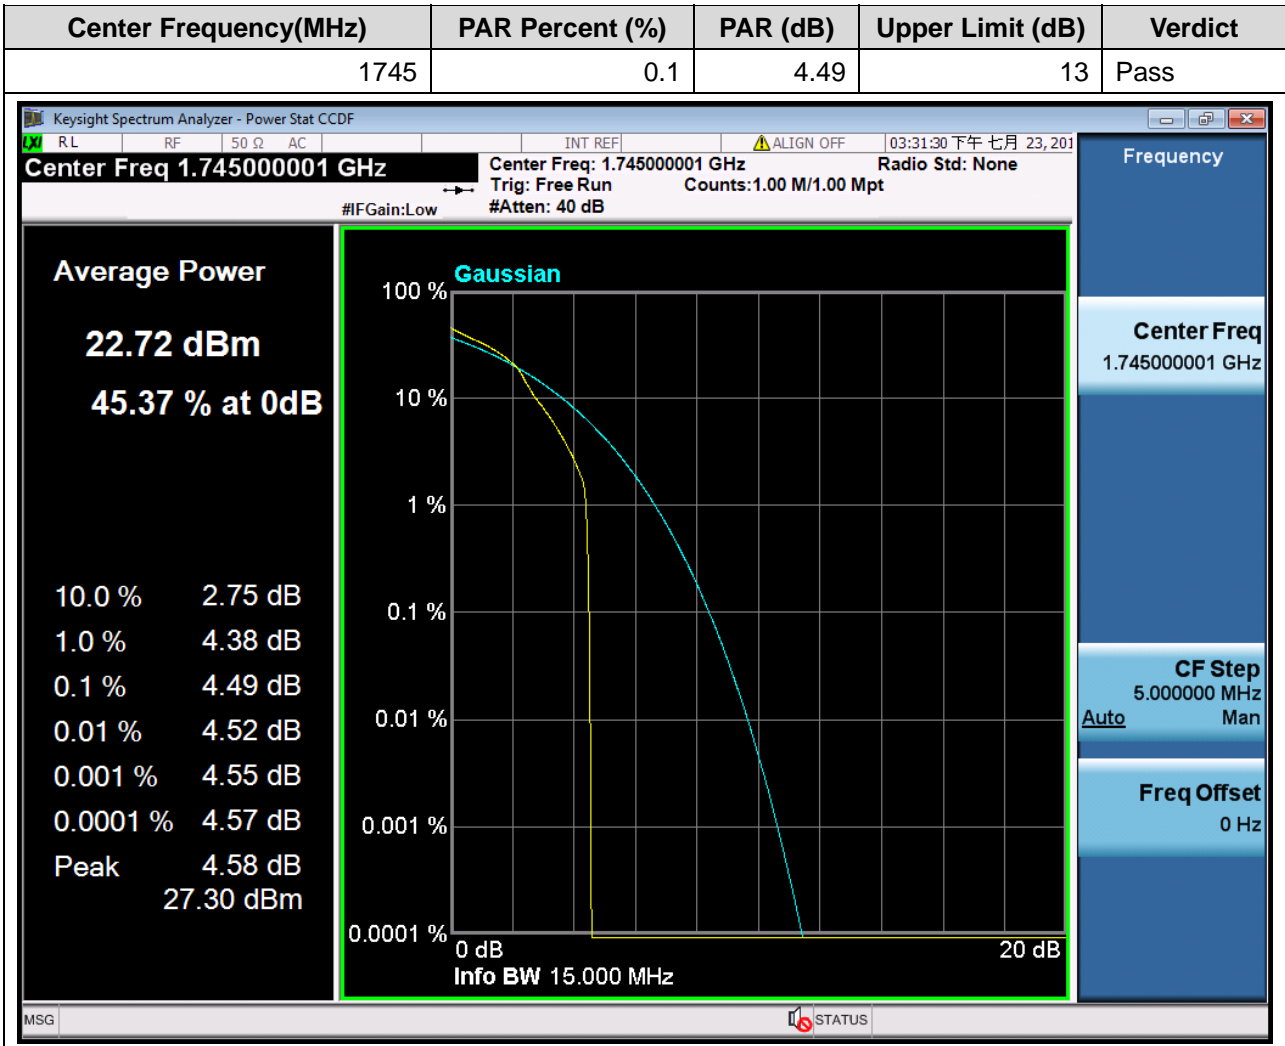 Center Frequency(MHz) PAR Percent (%) PAR (dB) Upper Limit (dB) Verdict
1745 0.1 4.49 13 Pass
Keysight Spectrum Analyzer - Power Stat CCDF
LXI RL RF 50 Ω AC INT REF ALIGN OFF 03:31:30 下午 七月 23, 201
Center Freq 1.745000001 GHz
Center Freq: 1.745000001 GHz Radio Std: None
Trig: Free Run Counts:1.00 M/1.00 Mpt
#IFGain:Low #Atten: 40 dB
Average Power
22.72 dBm
45.37 % at 0dB
10.0 % 2.75 dB
1.0 % 4.38 dB
0.1 % 4.49 dB
0.01 % 4.52 dB
0.001 % 4.55 dB
0.0001 % 4.57 dB
Peak 4.58 dB
27.30 dBm
Gaussian
100 %
10 %
1 %
0.1 %
0.01 %
0.001 %
0.0001 %
0 dB 20 dB
Info BW 15.000 MHz
Frequency
Center Freq
1.745000001 GHz
CF Step
5.000000 MHz
Auto Man
Freq Offset
0 Hz
MSG STATUS